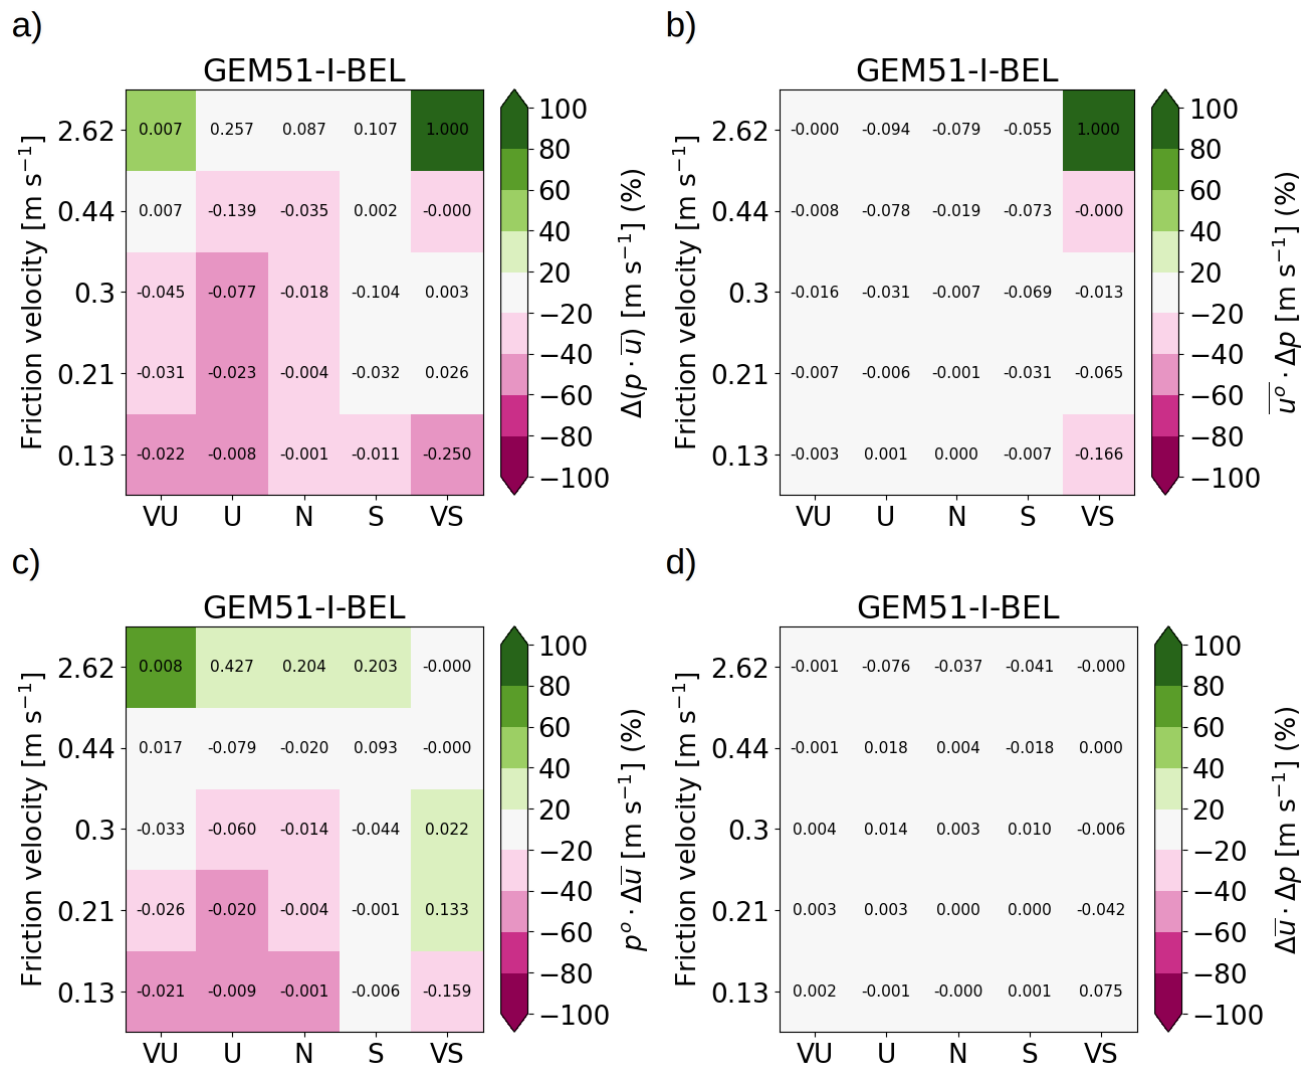 a)
GEM51-I-BEL
Friction velocity [m s⁻¹]
2.62 0.007 0.257 0.087 0.107 1.000
0.44 0.007 -0.139 -0.035 0.002 -0.000
0.3 -0.045 -0.077 -0.018 -0.104 0.003
0.21 -0.031 -0.023 -0.004 -0.032 0.026
0.13 -0.022 -0.008 -0.001 -0.011 -0.250
VU U N S VS
100
80
60
40
20
−20
−40
−60
−80
−100
Δ(p · u̅) [m s⁻¹] (%)
b)
GEM51-I-BEL
Friction velocity [m s⁻¹]
2.62 -0.000 -0.094 -0.079 -0.055 1.000
0.44 -0.008 -0.078 -0.019 -0.073 -0.000
0.3 -0.016 -0.031 -0.007 -0.069 -0.013
0.21 -0.007 -0.006 -0.001 -0.031 -0.065
0.13 -0.003 0.001 0.000 -0.007 -0.166
VU U N S VS
100
80
60
40
20
−20
−40
−60
−80
−100
u̅ᵒ̅ · Δp [m s⁻¹] (%)
c)
GEM51-I-BEL
Friction velocity [m s⁻¹]
2.62 0.008 0.427 0.204 0.203 -0.000
0.44 0.017 -0.079 -0.020 0.093 -0.000
0.3 -0.033 -0.060 -0.014 -0.044 0.022
0.21 -0.026 -0.020 -0.004 -0.001 0.133
0.13 -0.021 -0.009 -0.001 -0.006 -0.159
VU U N S VS
100
80
60
40
20
−20
−40
−60
−80
−100
pᵒ · Δu̅ [m s⁻¹] (%)
d)
GEM51-I-BEL
Friction velocity [m s⁻¹]
2.62 -0.001 -0.076 -0.037 -0.041 -0.000
0.44 -0.001 0.018 0.004 -0.018 0.000
0.3 0.004 0.014 0.003 0.010 -0.006
0.21 0.003 0.003 0.000 0.000 -0.042
0.13 0.002 -0.001 -0.000 0.001 0.075
VU U N S VS
100
80
60
40
20
−20
−40
−60
−80
−100
Δu̅ · Δp [m s⁻¹] (%)